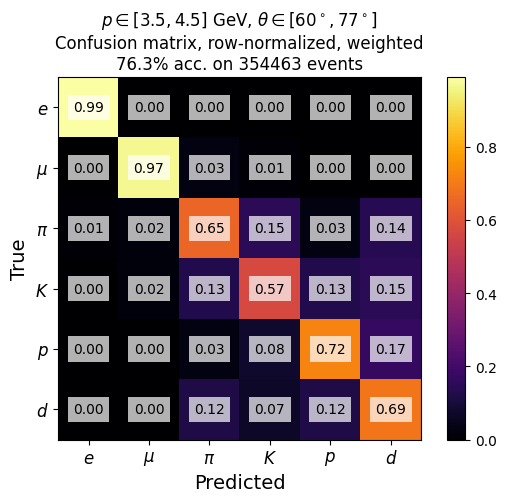 p ∈ [3.5, 4.5] GeV, θ ∈ [60°, 77°]
Confusion matrix, row-normalized, weighted
76.3% acc. on 354463 events
e 0.99 0.00 0.00 0.00 0.00 0.00
μ 0.00 0.97 0.03 0.01 0.00 0.00
π 0.01 0.02 0.65 0.15 0.03 0.14
K 0.00 0.02 0.13 0.57 0.13 0.15
p 0.00 0.00 0.03 0.08 0.72 0.17
d 0.00 0.00 0.12 0.07 0.12 0.69
e μ π K p d
True
Predicted
0.8
0.6
0.4
0.2
0.0